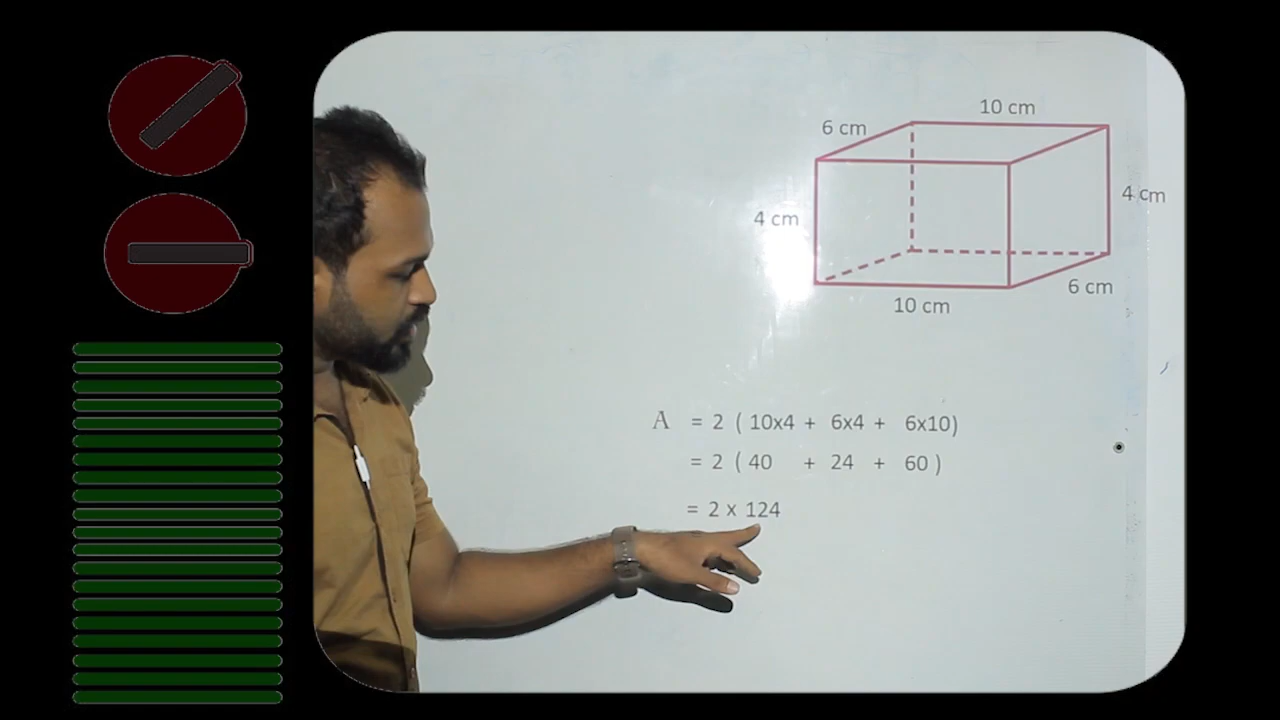 10 cm
6 cm
4 cm
4 cm
6 cm
10 cm
A = 2 ( 10x4 + 6x4 + 6x10)
= 2 ( 40 + 24 + 60 )
= 2 x 124